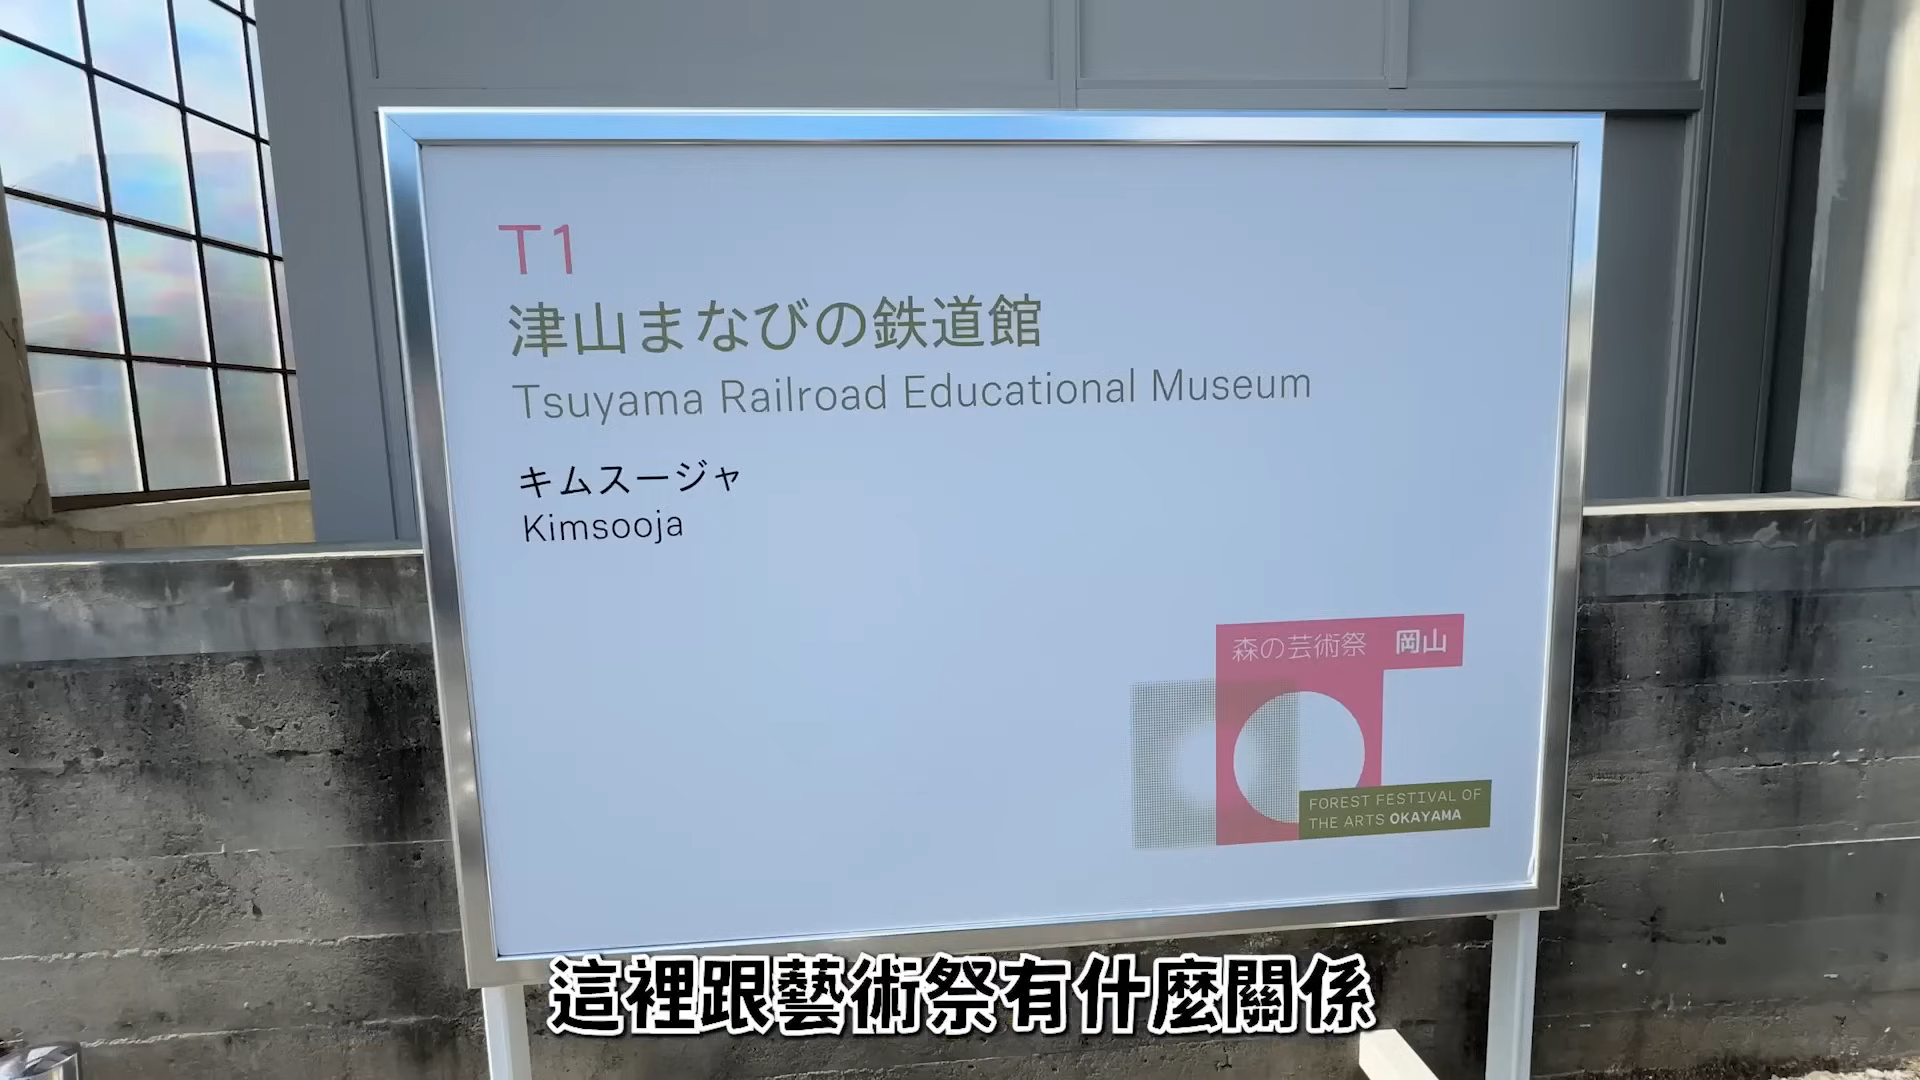 T1
津山まなびの鉄道館
Tsuyama Railroad Educational Museum
キムスージャ
Kimsooja
森の芸術祭 岡山
FOREST FESTIVAL OF
THE ARTS OKAYAMA
這裡跟藝術祭有什麼關係